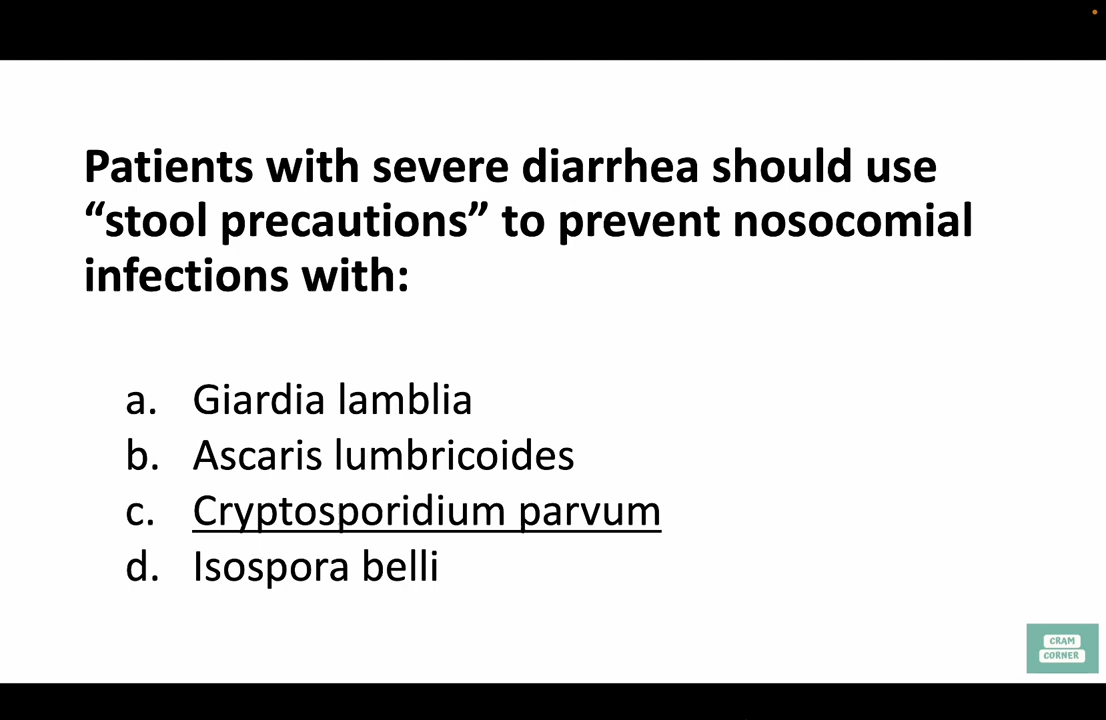 Patients with severe diarrhea should use
“stool precautions” to prevent nosocomial
infections with:
a. Giardia lamblia
b. Ascaris lumbricoides
c. Cryptosporidium parvum
d. Isospora belli
CRAM
CORNER